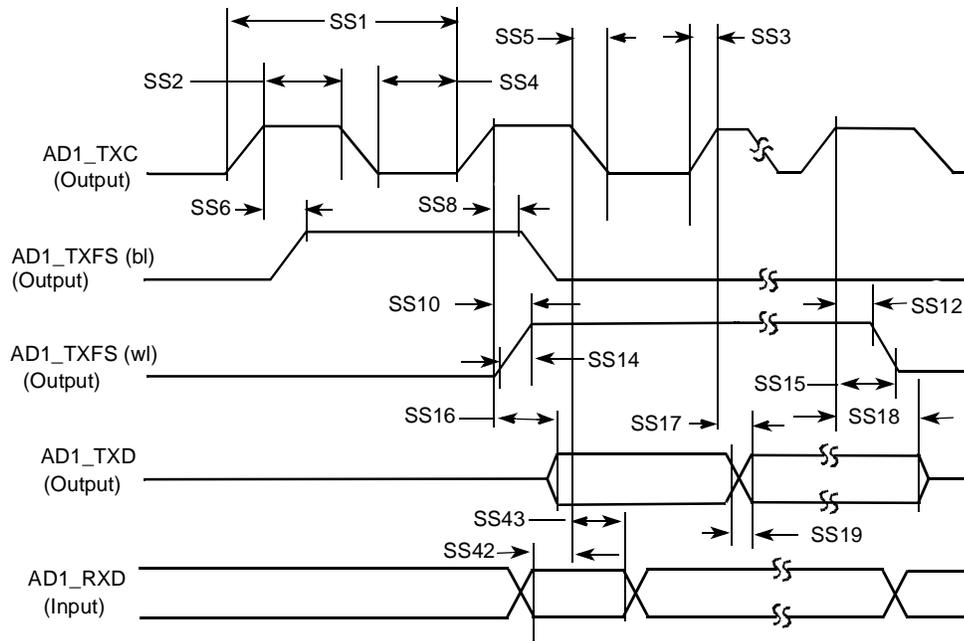 SS1
SS5
SS3
SS2
SS4
AD1_TXC
(Output)
SS6
SS8
AD1_TXFS (bl)
(Output)
SS10
SS12
AD1_TXFS (wl)
(Output)
SS14
SS15
SS16
SS17
SS18
AD1_TXD
(Output)
SS43
SS19
SS42
AD1_RXD
(Input)